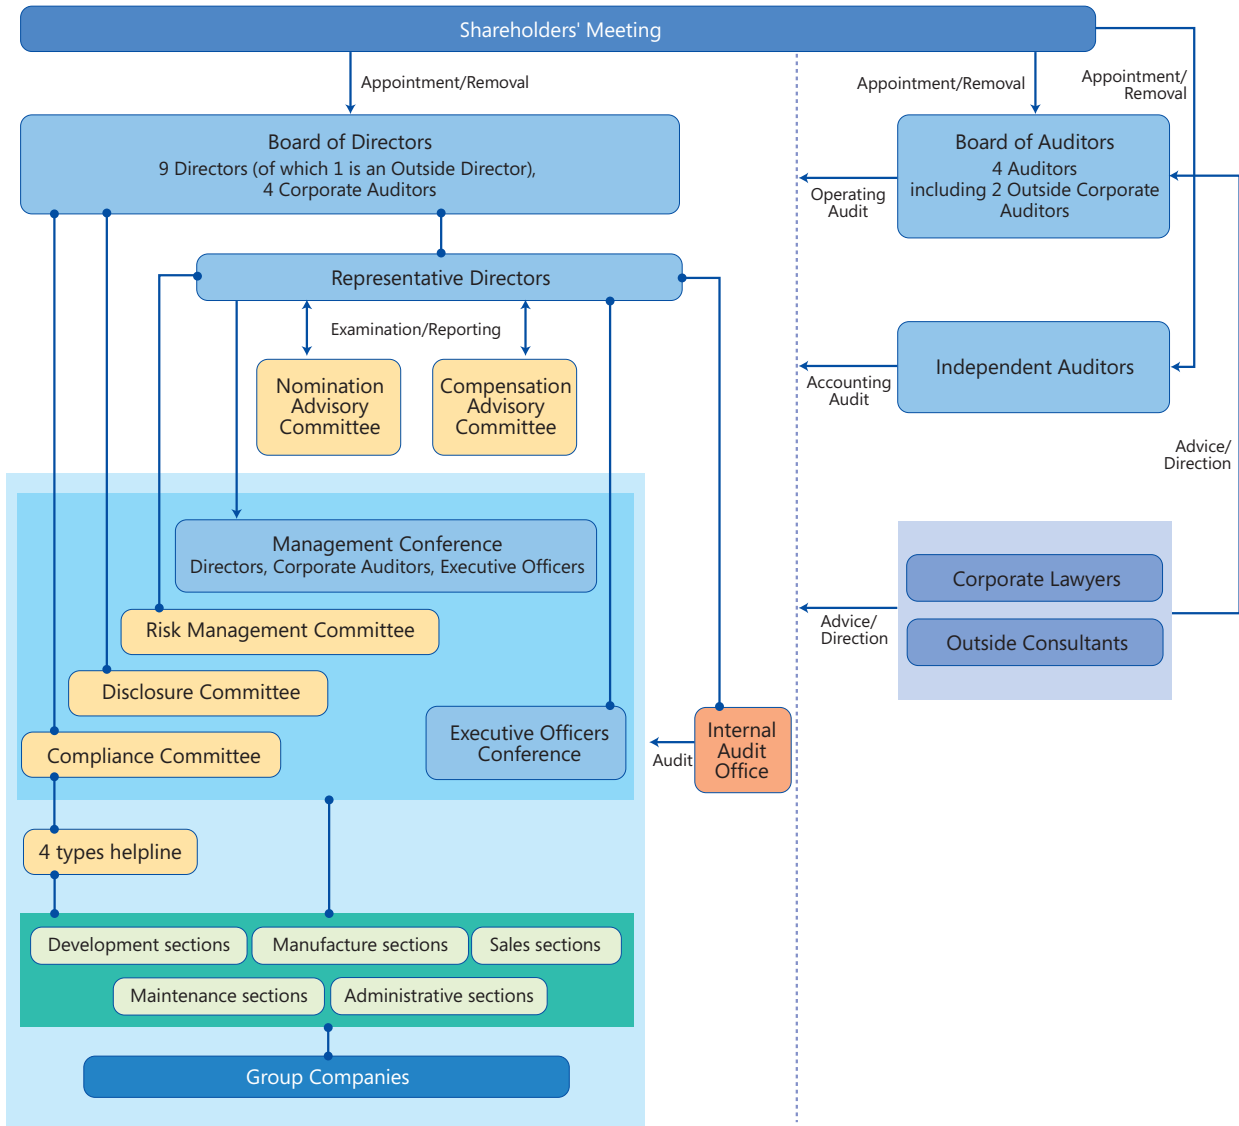 Shareholders' Meeting
Appointment/Removal
Appointment/Removal
Appointment/
Removal
Board of Directors
9 Directors (of which 1 is an Outside Director),
4 Corporate Auditors
Board of Auditors
4 Auditors
including 2 Outside Corporate
Auditors
Operating
Audit
Representative Directors
Examination/Reporting
Nomination
Advisory
Committee
Compensation
Advisory
Committee
Independent Auditors
Accounting
Audit
Advice/
Direction
Management Conference
Directors, Corporate Auditors, Executive Officers
Risk Management Committee
Disclosure Committee
Compliance Committee
Executive Officers
Conference
Audit
Internal
Audit
Office
Corporate Lawyers
Outside Consultants
Advice/
Direction
4 types helpline
Development sections
Manufacture sections
Sales sections
Maintenance sections
Administrative sections
Group Companies